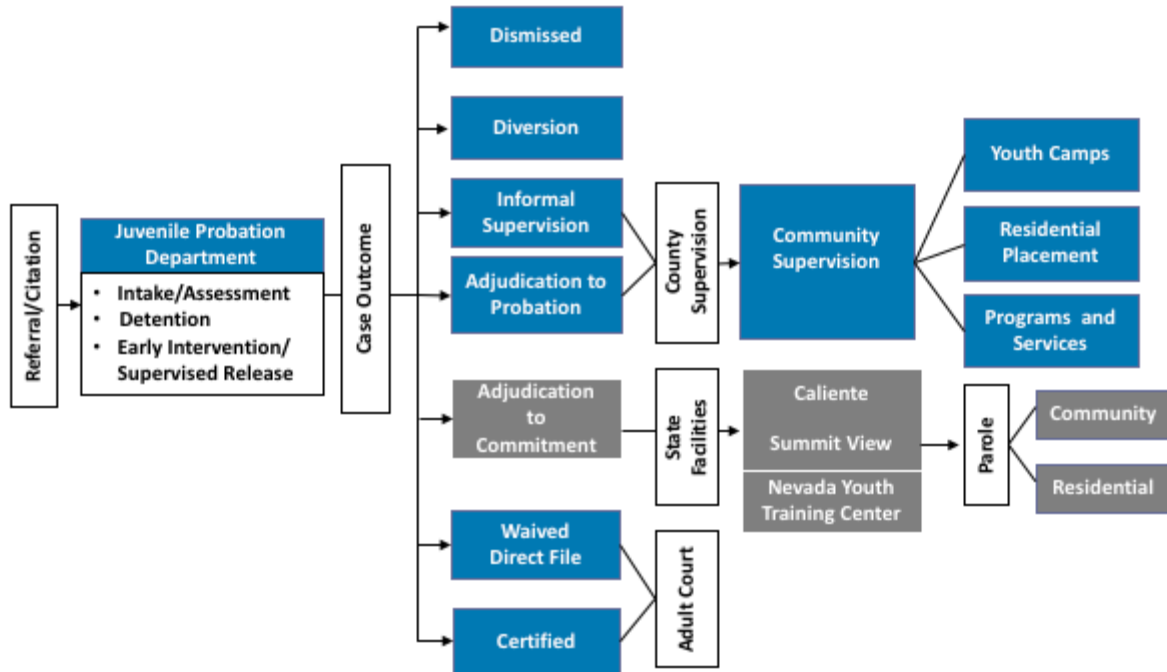 Referral/Citation
Juvenile Probation
Department
• Intake/Assessment
• Detention
• Early Intervention/
Supervised Release
Case Outcome
Dismissed
Diversion
Informal
Supervision
Adjudication to
Probation
County
Supervision
Community
Supervision
Youth Camps
Residential
Placement
Programs and
Services
Adjudication
to
Commitment
State
Facilities
Caliente
Summit View
Nevada Youth
Training Center
Parole
Community
Residential
Waived
Direct File
Certified
Adult Court